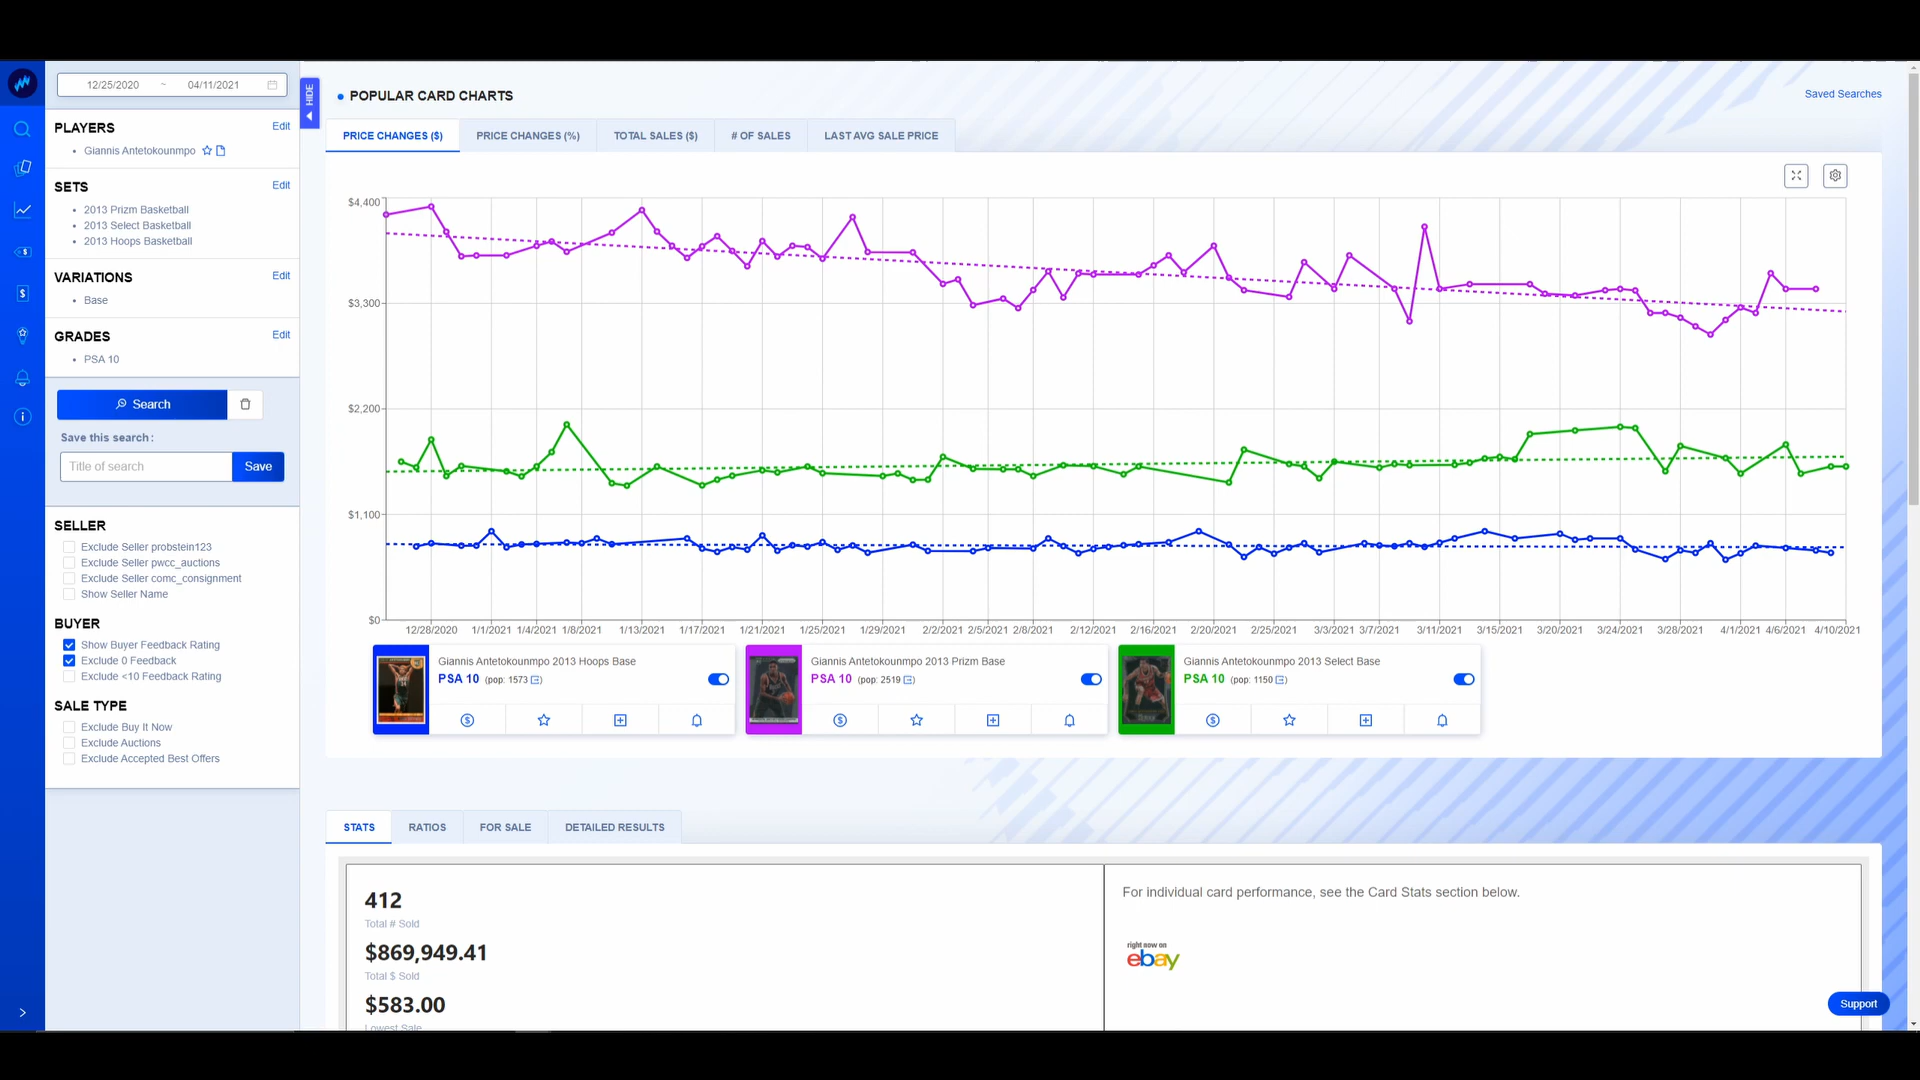 12/25/2020 ~ 04/11/2021
HIDE
PLAYERS Edit
Giannis Antetokounmpo
SETS Edit
2013 Prizm Basketball
2013 Select Basketball
2013 Hoops Basketball
VARIATIONS Edit
Base
GRADES Edit
PSA 10
Search
Save this search :
Title of search Save
SELLER
Exclude Seller probstein123
Exclude Seller pwcc_auctions
Exclude Seller comc_consignment
Show Seller Name
BUYER
Show Buyer Feedback Rating
Exclude 0 Feedback
Exclude <10 Feedback Rating
SALE TYPE
Exclude Buy It Now
Exclude Auctions
Exclude Accepted Best Offers
POPULAR CARD CHARTS
Saved Searches
PRICE CHANGES ($) PRICE CHANGES (%) TOTAL SALES ($) # OF SALES LAST AVG SALE PRICE
$4,400
$3,300
$2,200
$1,100
$0
12/28/2020 1/1/2021 1/4/2021 1/8/2021 1/13/2021 1/17/2021 1/21/2021 1/25/2021 1/29/2021 2/2/2021 2/5/2021 2/8/2021 2/12/2021 2/16/2021 2/20/2021 2/25/2021 3/3/2021 3/7/2021 3/11/2021 3/15/2021 3/20/2021 3/24/2021 3/28/2021 4/1/2021 4/6/2021 4/10/2021
Giannis Antetokounmpo 2013 Hoops Base
PSA 10 (pop: 1573)
Giannis Antetokounmpo 2013 Prizm Base
PSA 10 (pop: 2519)
Giannis Antetokounmpo 2013 Select Base
PSA 10 (pop: 1150)
STATS RATIOS FOR SALE DETAILED RESULTS
412
Total # Sold
$869,949.41
Total $ Sold
$583.00
Lowest Sale
For individual card performance, see the Card Stats section below.
right now on
ebay
Support